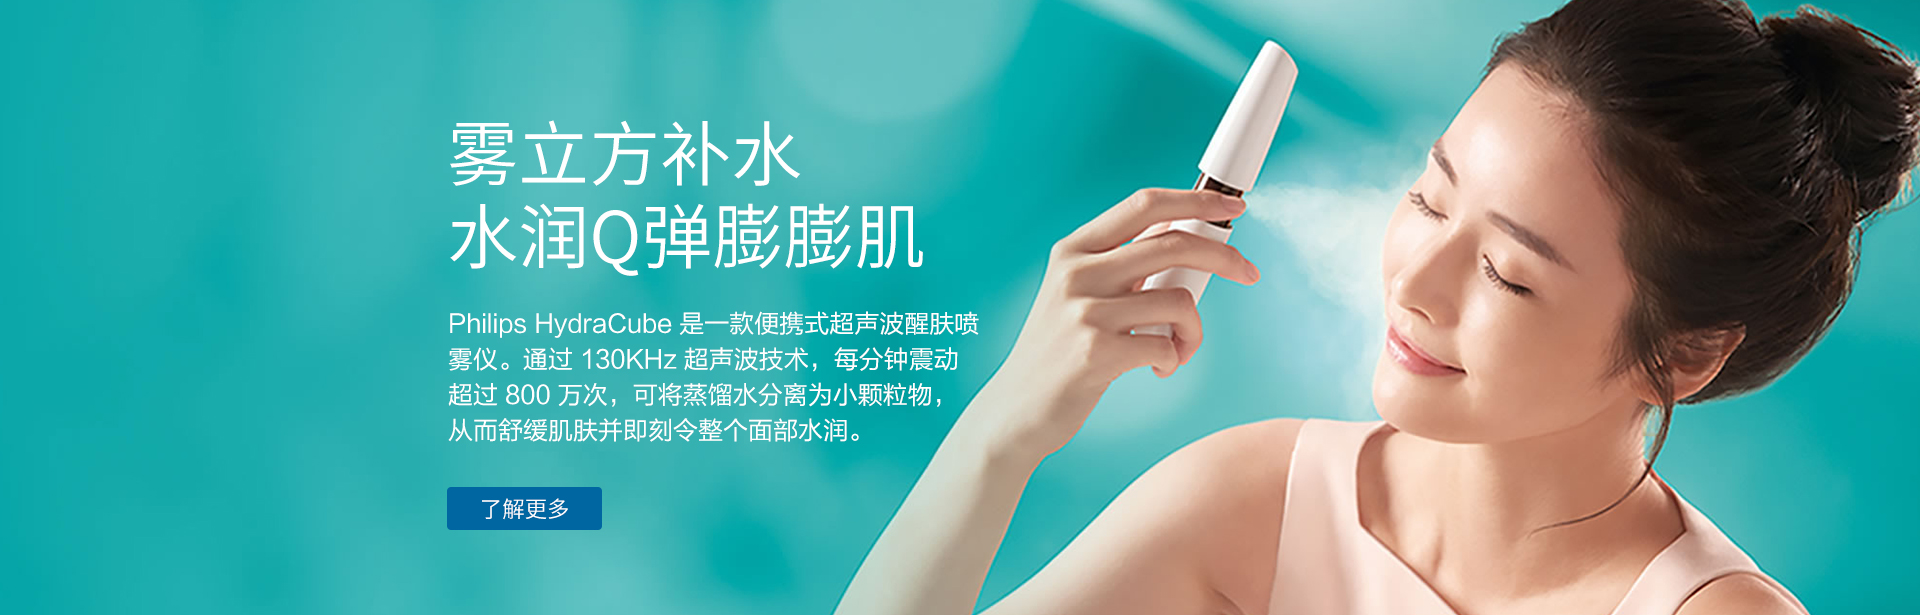 雾立方补水
水润Q弹膨膨肌
Philips HydraCube 是一款便携式超声波醒肤喷
雾仪。通过 130KHz 超声波技术，每分钟震动
超过 800 万次，可将蒸馏水分离为小颗粒物，
从而舒缓肌肤并即刻令整个面部水润。
了解更多